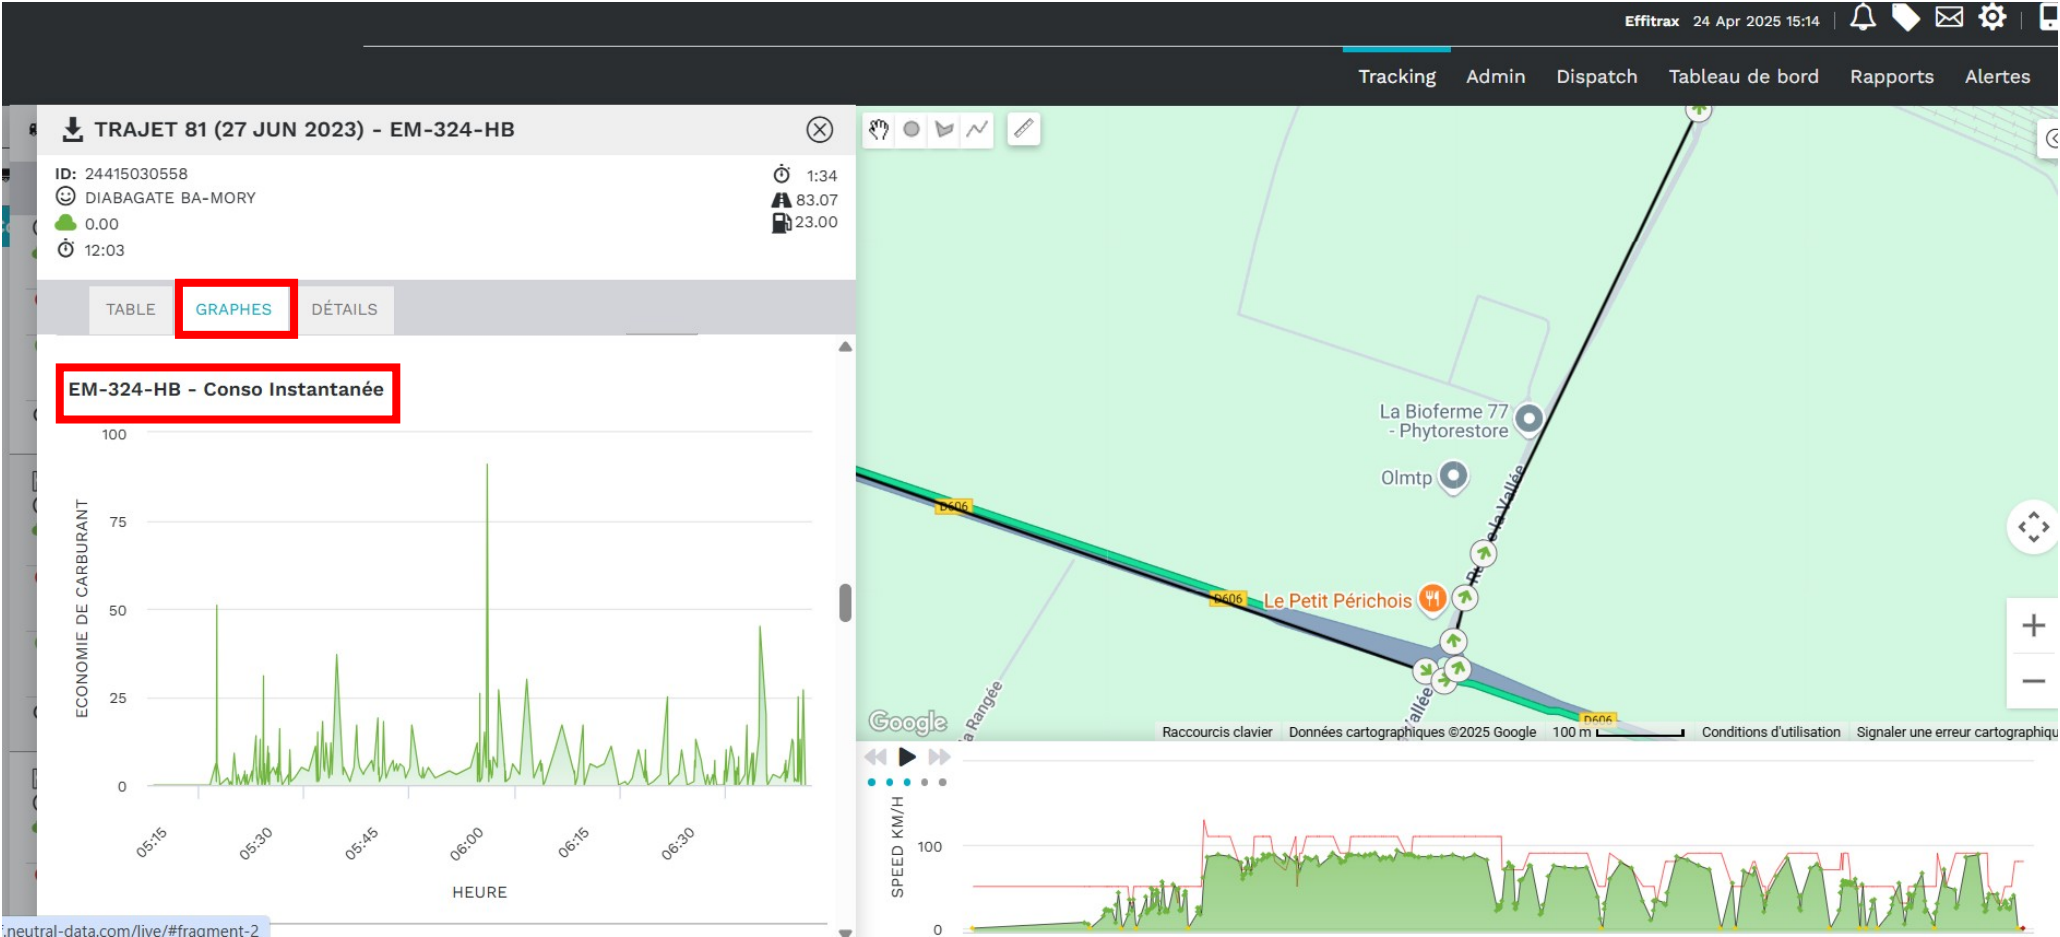 Effitrax 24 Apr 2025 15:14
Tracking Admin Dispatch Tableau de bord Rapports Alertes
TRAJET 81 (27 JUN 2023) - EM-324-HB
ID: 24415030558
1:34
DIABAGATE BA-MORY
83.07
0.00
23.00
12:03
TABLE GRAPHES DÉTAILS
EM-324-HB - Conso Instantanée
100
75
50
25
0
ECONOMIE DE CARBURANT
05:15 05:30 05:45 06:00 06:15 06:30
HEURE
.neutral-data.com/live/#fragment-2
La Bioferme 77
- Phytorestore
Olmtp
D606
D606
Le Petit Périchois
D606
Google
Raccourcis clavier Données cartographiques ©2025 Google 100 m Conditions d'utilisation Signaler une erreur cartographiqu
SPEED KM/H
100
0